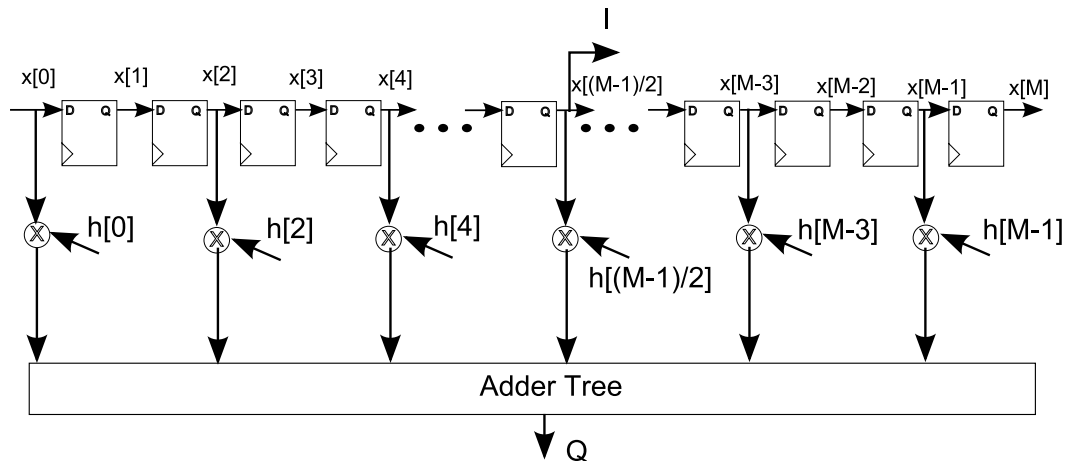 I
x[0] x[1] x[2] x[3] x[4] x[(M-1)/2] x[M-3] x[M-2] x[M-1] x[M]
D Q D Q D Q D Q D Q D Q D Q D Q D Q
X X X X X X
h[0] h[2] h[4] h[(M-1)/2] h[M-3] h[M-1]
Adder Tree
Q